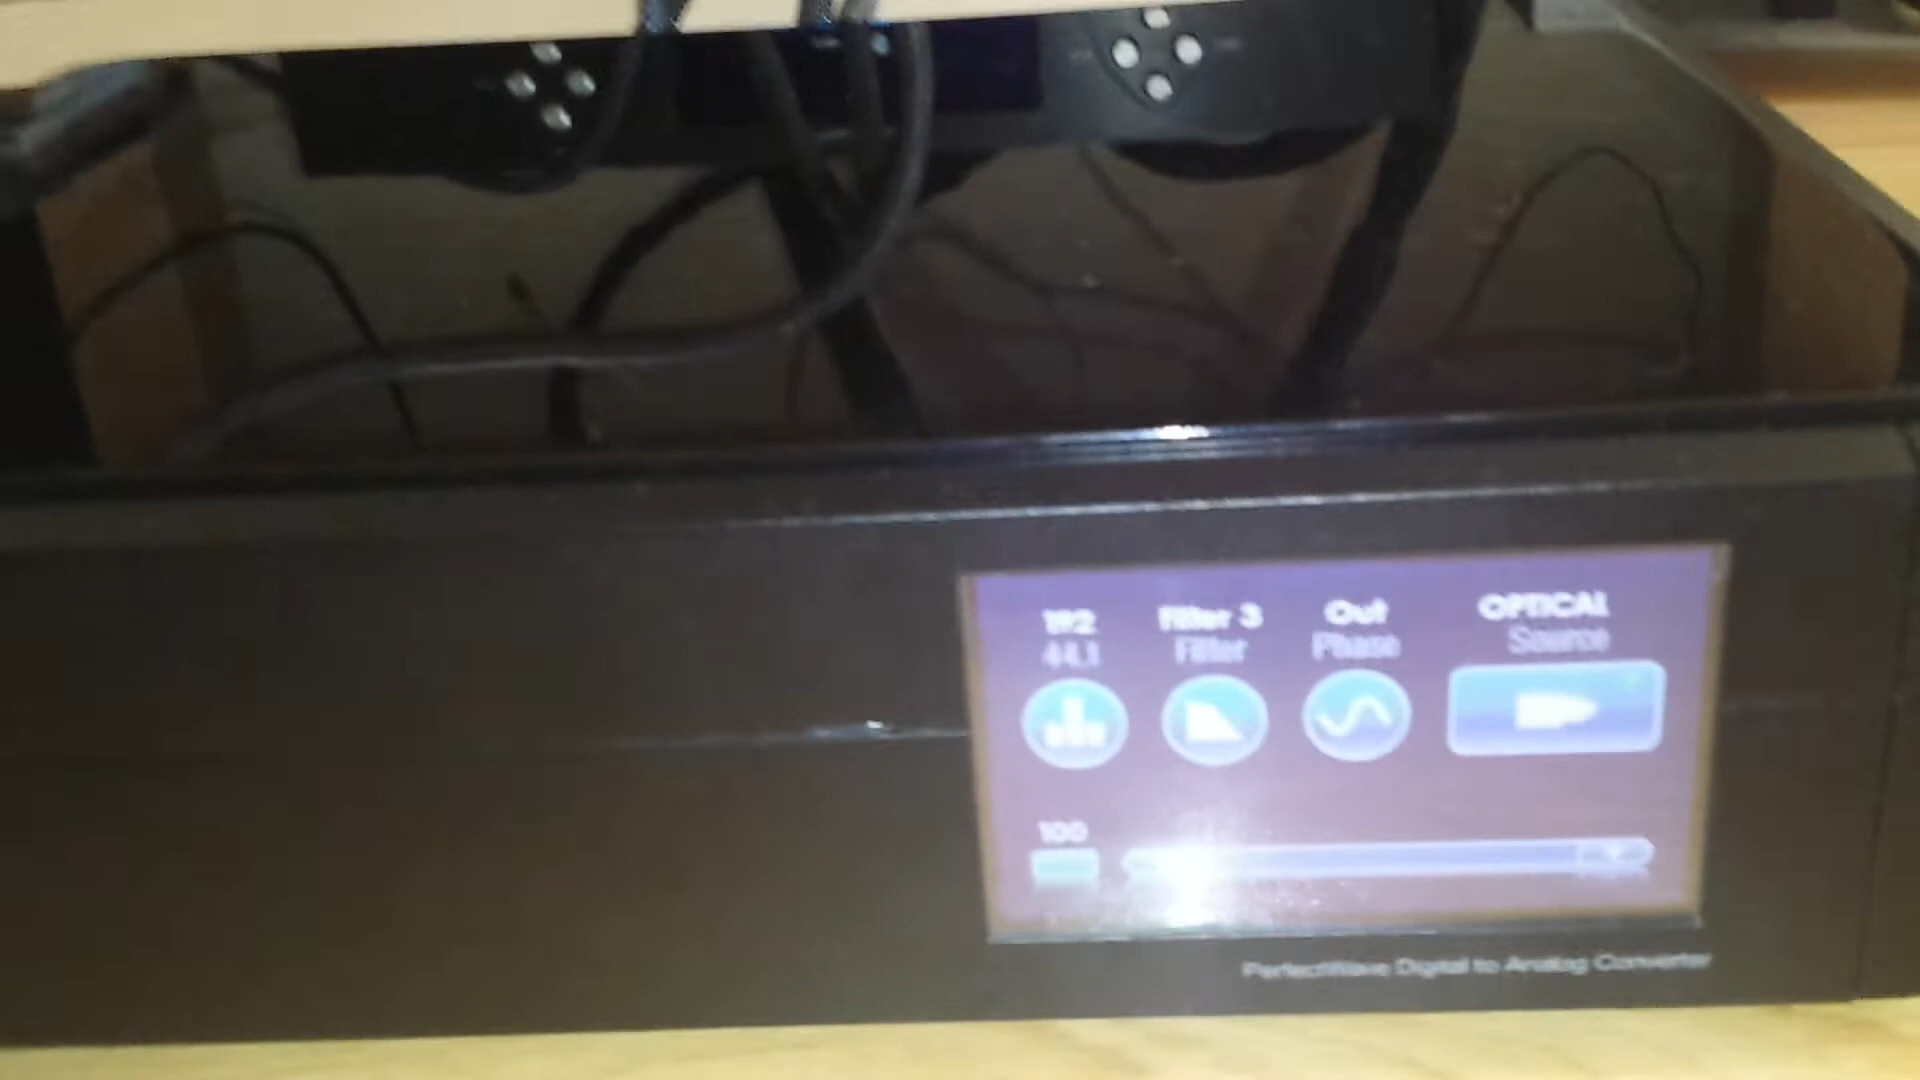 192 Filter 3 Out OPTICAL
44.1 Filter Phase Source
100
PerfectWave Digital to Analog Converter